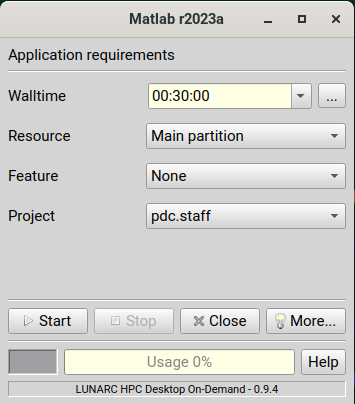 Matlab r2023a
Application requirements
Walltime 00:30:00 ...
Resource Main partition
Feature None
Project pdc.staff
Start Stop Close More...
Usage 0% Help
LUNARC HPC Desktop On-Demand - 0.9.4